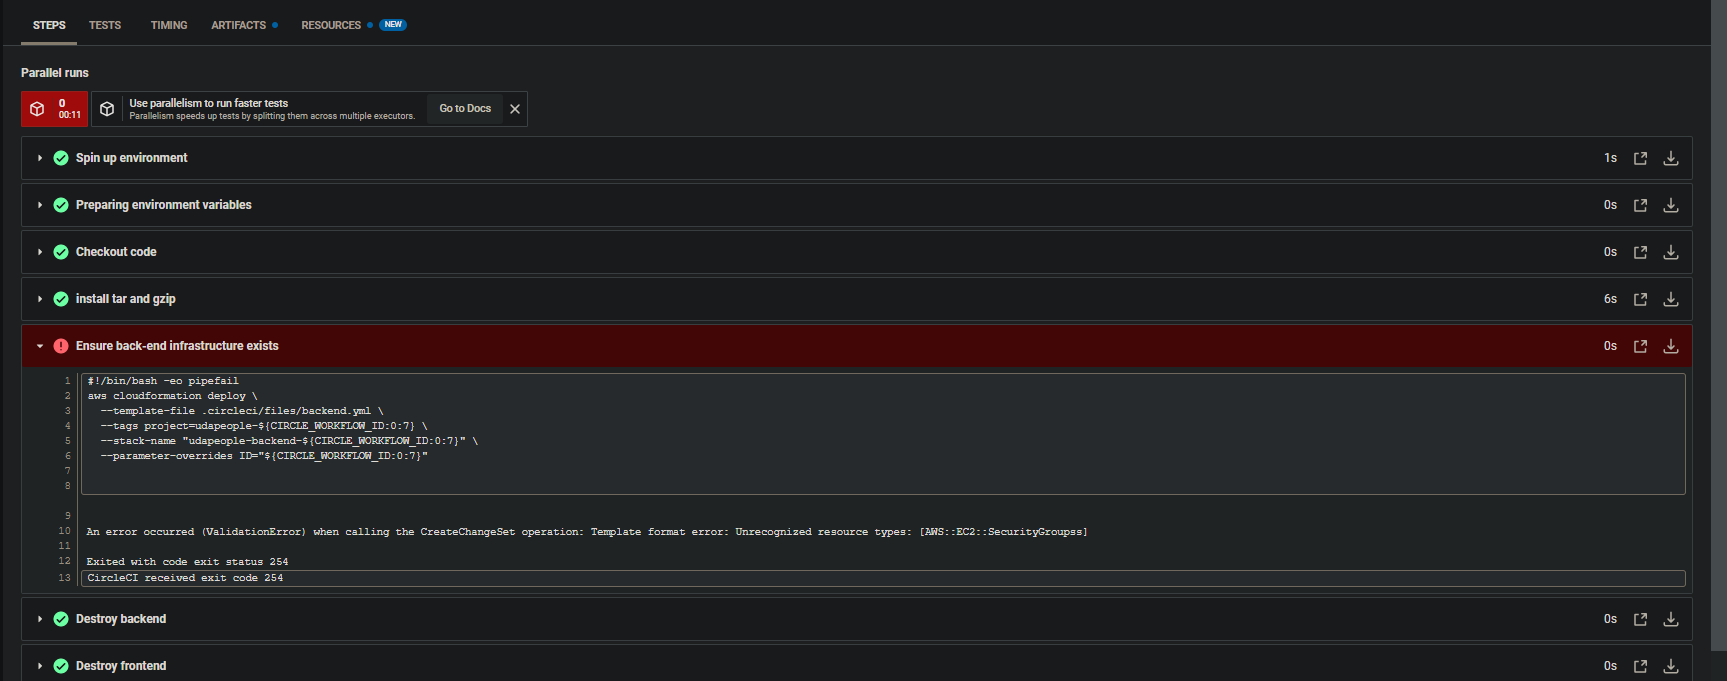 STEPS TESTS TIMING ARTIFACTS RESOURCES NEW
Parallel runs
0
00:11
Use parallelism to run faster tests
Parallelism speeds up tests by splitting them across multiple executors.
Go to Docs
Spin up environment 1s
Preparing environment variables 0s
Checkout code 0s
install tar and gzip 6s
Ensure back-end infrastructure exists 0s
1 #!/bin/bash -eo pipefail
2 aws cloudformation deploy \
3 --template-file .circleci/files/backend.yml \
4 --tags project=udapeople-${CIRCLE_WORKFLOW_ID:0:7} \
5 --stack-name "udapeople-backend-${CIRCLE_WORKFLOW_ID:0:7}" \
6 --parameter-overrides ID="${CIRCLE_WORKFLOW_ID:0:7}"
7
8
9
10 An error occurred (ValidationError) when calling the CreateChangeSet operation: Template format error: Unrecognized resource types: [AWS::EC2::SecurityGroupss]
11
12 Exited with code exit status 254
13 CircleCI received exit code 254
Destroy backend 0s
Destroy frontend 0s